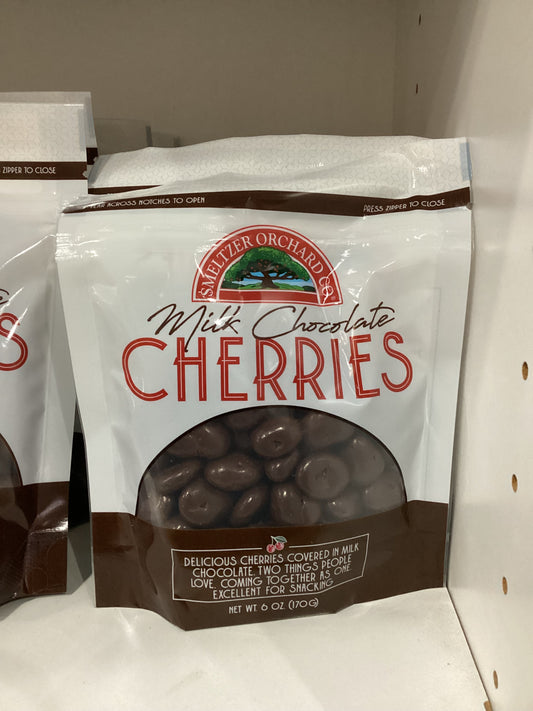 ZIPPER TO CLOSE
ACROSS NOTCHES TO OPEN
PRESS ZIPPER TO CLOSE
SMELTZER ORCHARD CO.
Milk Chocolate
CHERRIES
S
DELICIOUS CHERRIES COVERED IN MILK
CHOCOLATE. TWO THINGS PEOPLE
LOVE COMING TOGETHER AS ONE
EXCELLENT FOR SNACKING
NET WT. 6 OZ (170 G)